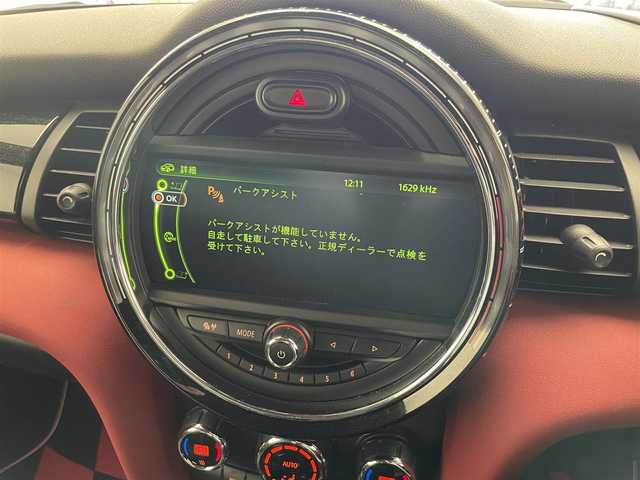 詳細
パークアシスト
12:11
1629 kHz
OK
パークアシストが機能していません。
自走して駐車して下さい。正規ディーラーで点検を
受けて下さい。
MODE
1 2 3 4 5 6
AUTO